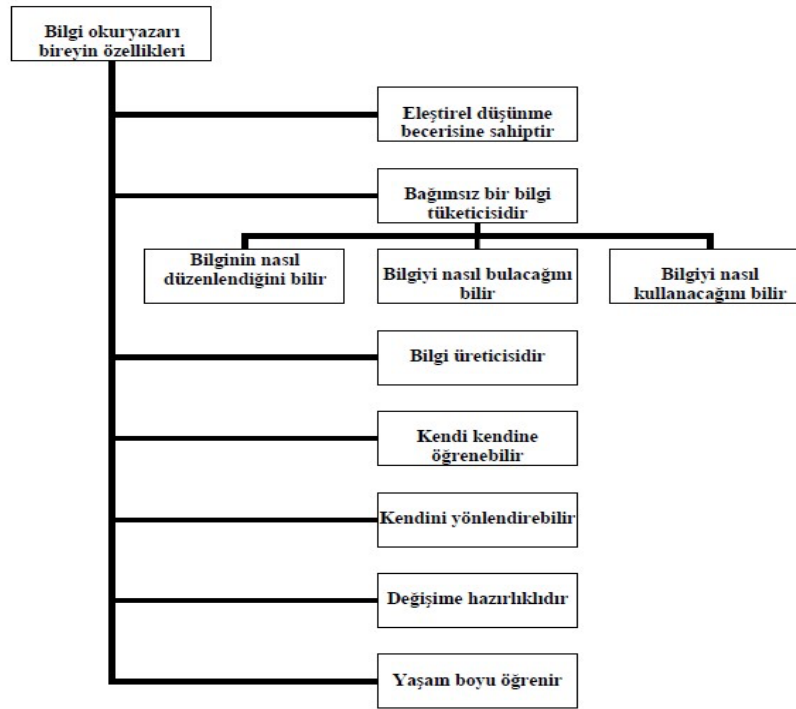 Bilgi okuryazarı
bireyin özellikleri
Eleştirel düşünme
becerisine sahiptir
Bağımsız bir bilgi
tüketicisidir
Bilginin nasıl
düzenlendiğini bilir
Bilgiyi nasıl bulacağını
bilir
Bilgiyi nasıl
kullanacağını bilir
Bilgi üreticisidir
Kendi kendine
öğrenebilir
Kendini yönlendirebilir
Değişime hazırlıklıdır
Yaşam boyu öğrenir